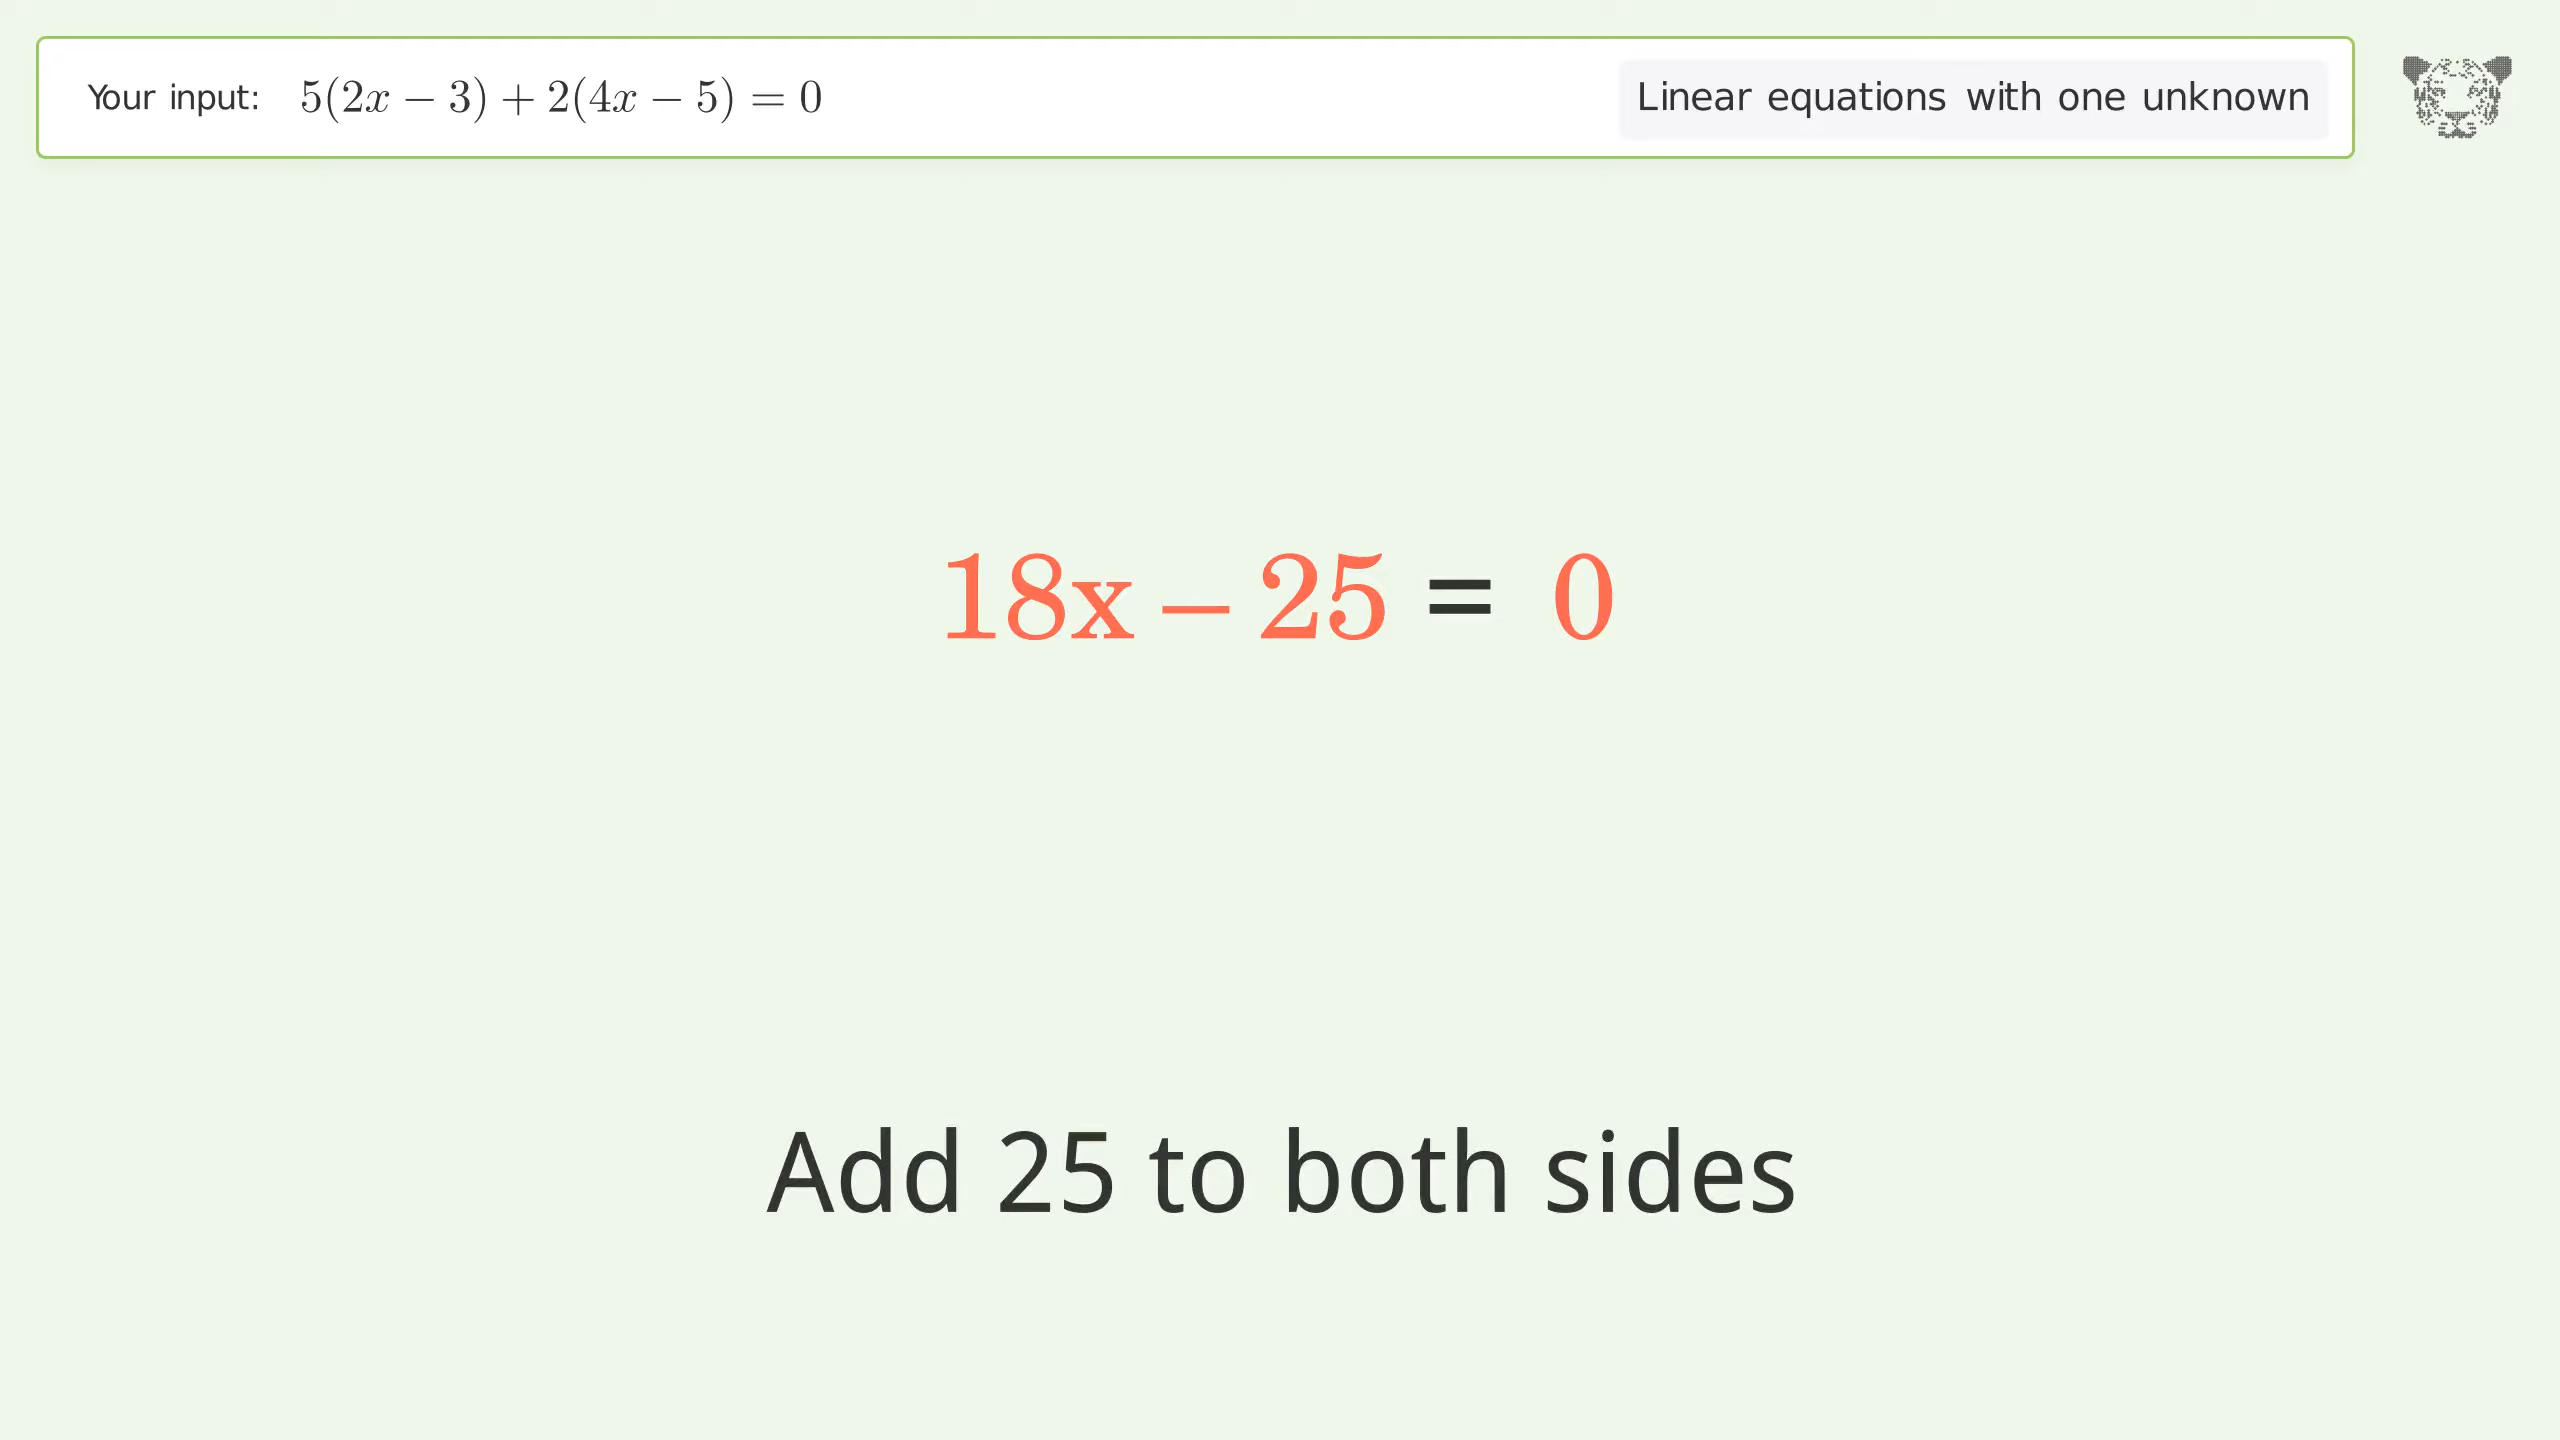 Your input: 5(2x − 3) + 2(4x − 5) = 0 Linear equations with one unknown
18x − 25 = 0
Add 25 to both sides